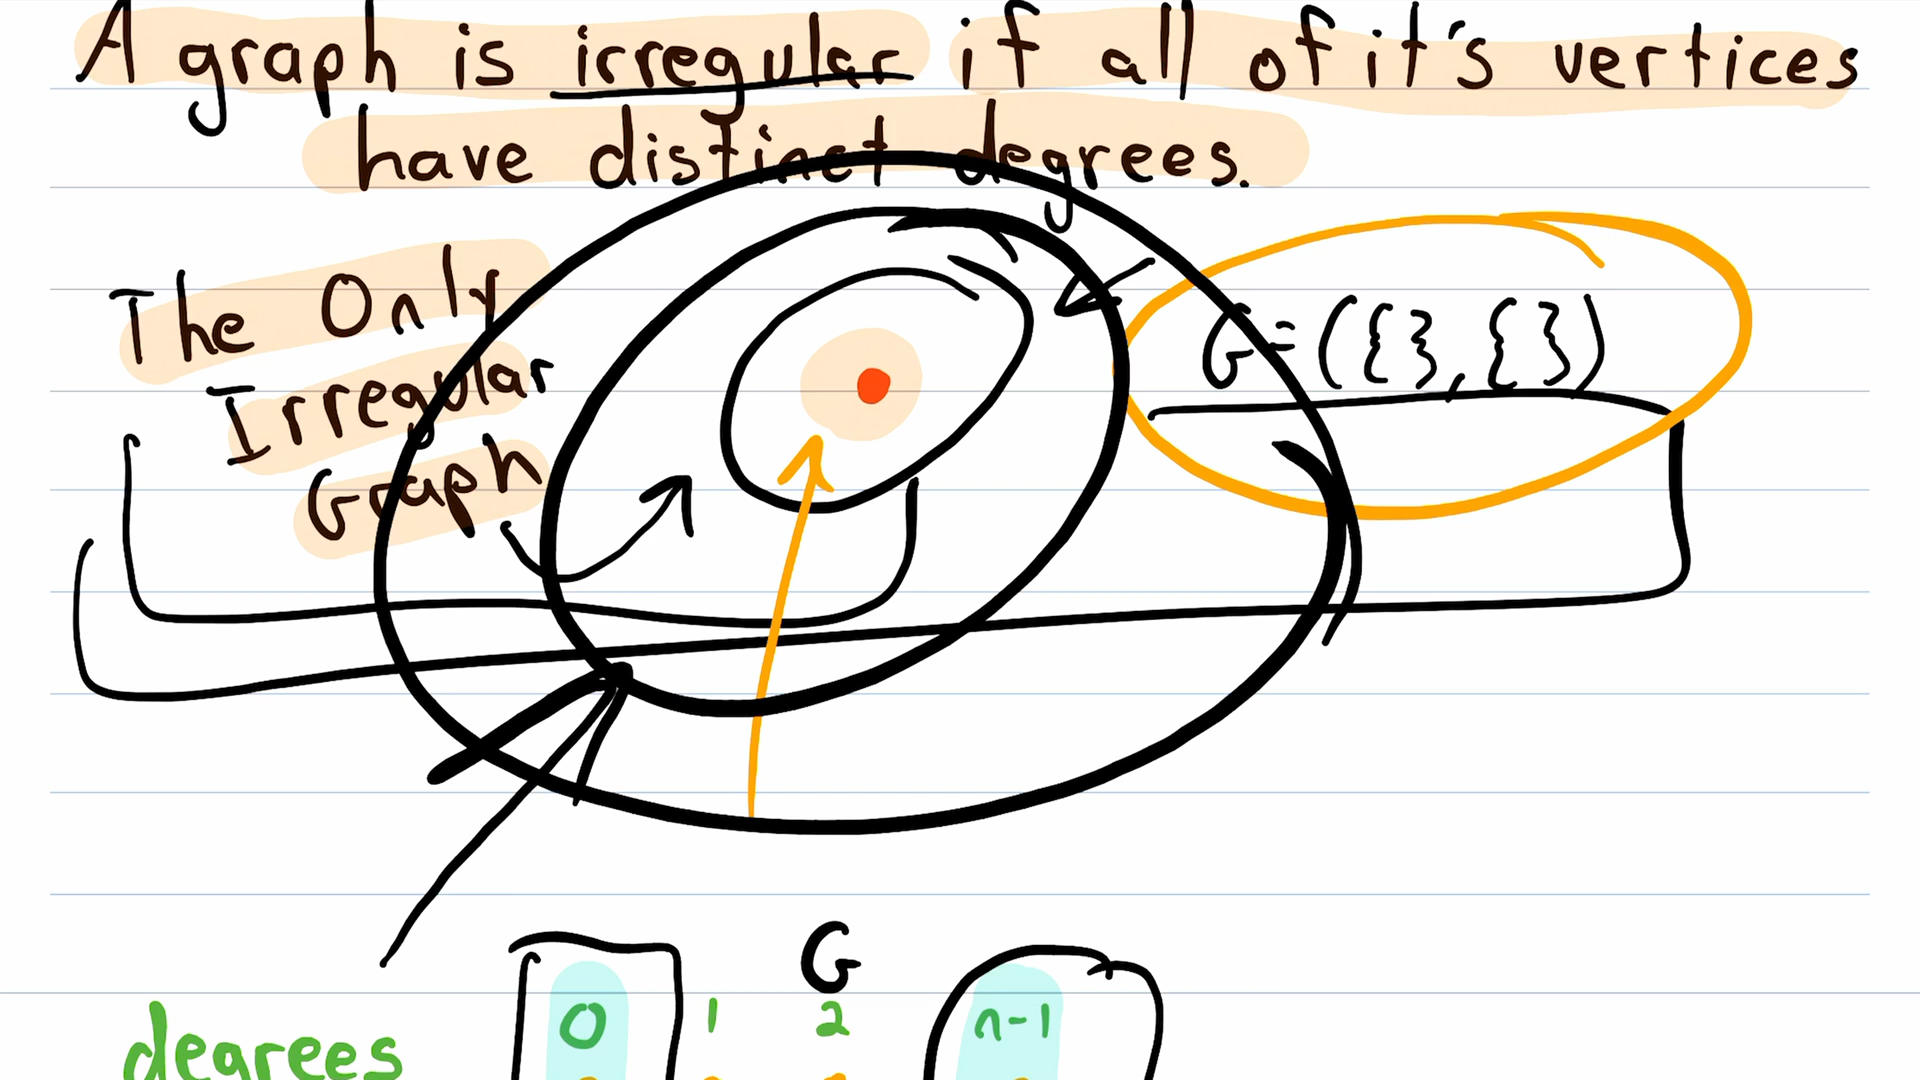 A graph is irregular if all of it's vertices
have distinct degrees.
The Only
Irregular
Graph
G=({},{})
G
degrees 0 1 2 n-1